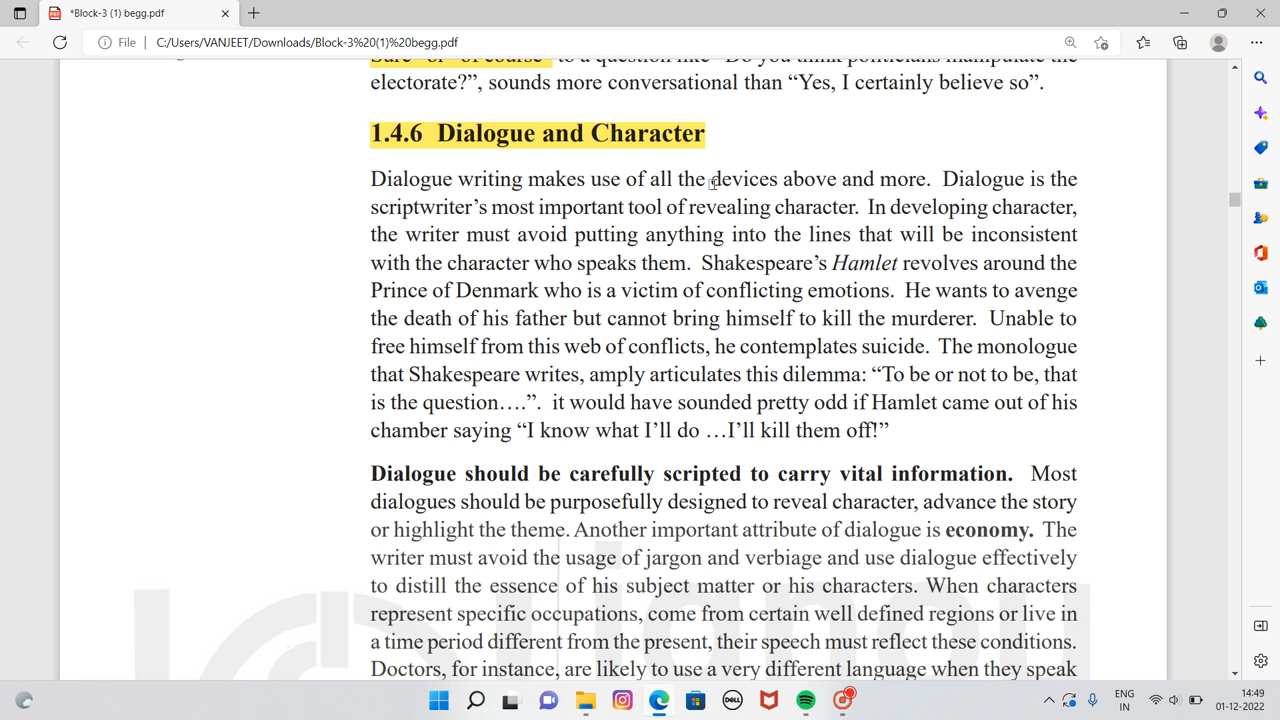 *Block-3 (1) begg.pdf
File
C:/Users/VANJEET/Downloads/Block-3%20(1)%20begg.pdf
electorate?”, sounds more conversational than “Yes, I certainly believe so”.
1.4.6 Dialogue and Character
Dialogue writing makes use of all the devices above and more. Dialogue is the
scriptwriter’s most important tool of revealing character. In developing character,
the writer must avoid putting anything into the lines that will be inconsistent
with the character who speaks them. Shakespeare’s Hamlet revolves around the
Prince of Denmark who is a victim of conflicting emotions. He wants to avenge
the death of his father but cannot bring himself to kill the murderer. Unable to
free himself from this web of conflicts, he contemplates suicide. The monologue
that Shakespeare writes, amply articulates this dilemma: “To be or not to be, that
is the question….”. it would have sounded pretty odd if Hamlet came out of his
chamber saying “I know what I’ll do …I’ll kill them off!”
Dialogue should be carefully scripted to carry vital information. Most
dialogues should be purposefully designed to reveal character, advance the story
or highlight the theme. Another important attribute of dialogue is economy. The
writer must avoid the usage of jargon and verbiage and use dialogue effectively
to distill the essence of his subject matter or his characters. When characters
represent specific occupations, come from certain well defined regions or live in
a time period different from the present, their speech must reflect these conditions.
Doctors, for instance, are likely to use a very different language when they speak
DELL
ENG
IN
14:49
01-12-2022